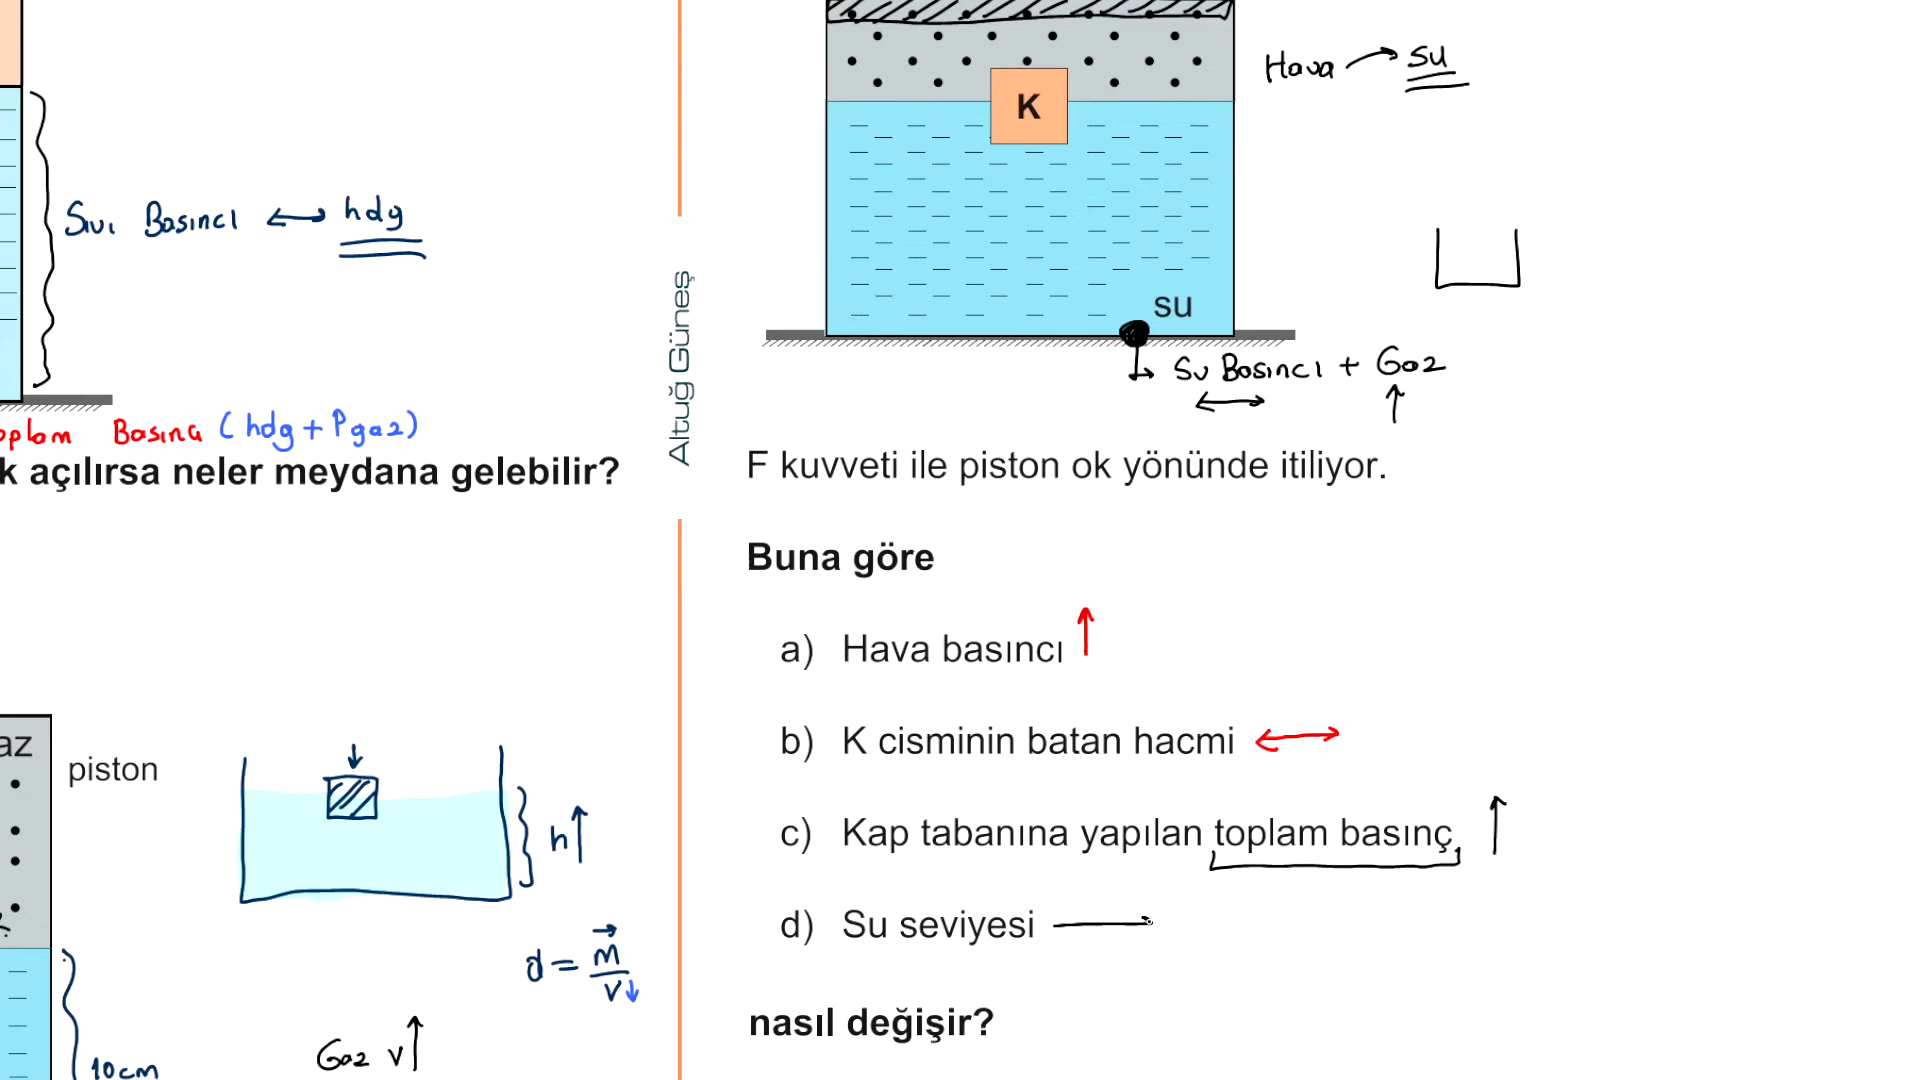 Sıvı Basıncı ↔ hdg
Toplam Basınç (hdg + Pgaz)
k açılırsa neler meydana gelebilir?
az
piston
h↑
d = m/v↓
Gaz v↑
10cm
Altuğ Güneş
K
su
Hava → su
Su Basıncı + Gaz
F kuvveti ile piston ok yönünde itiliyor.
Buna göre
a) Hava basıncı ↑
b) K cisminin batan hacmi ↔
c) Kap tabanına yapılan toplam basınç, ↑
d) Su seviyesi
nasıl değişir?